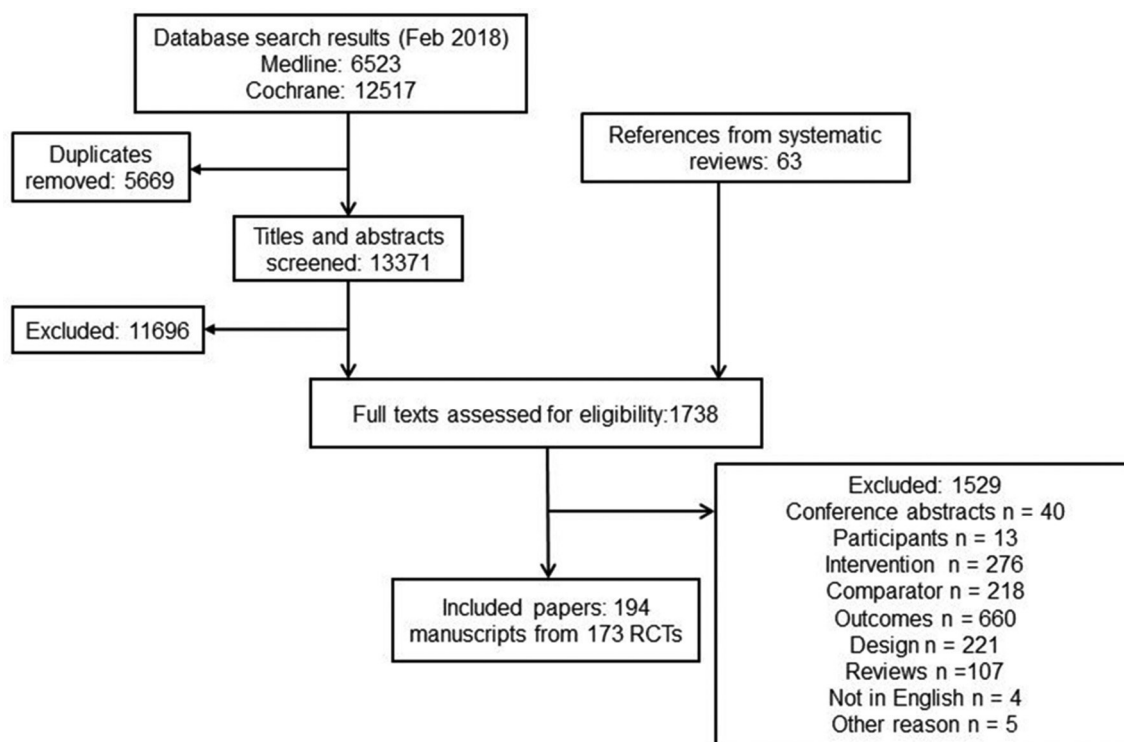 Database search results (Feb 2018)
Medline: 6523
Cochrane: 12517
References from systematic
reviews: 63
Duplicates
removed: 5669
Titles and abstracts
screened: 13371
Excluded: 11696
Full texts assessed for eligibility:1738
Excluded: 1529
Conference abstracts n = 40
Participants n = 13
Intervention n = 276
Comparator n = 218
Outcomes n = 660
Design n = 221
Reviews n =107
Not in English n = 4
Other reason n = 5
Included papers: 194
manuscripts from 173 RCTs